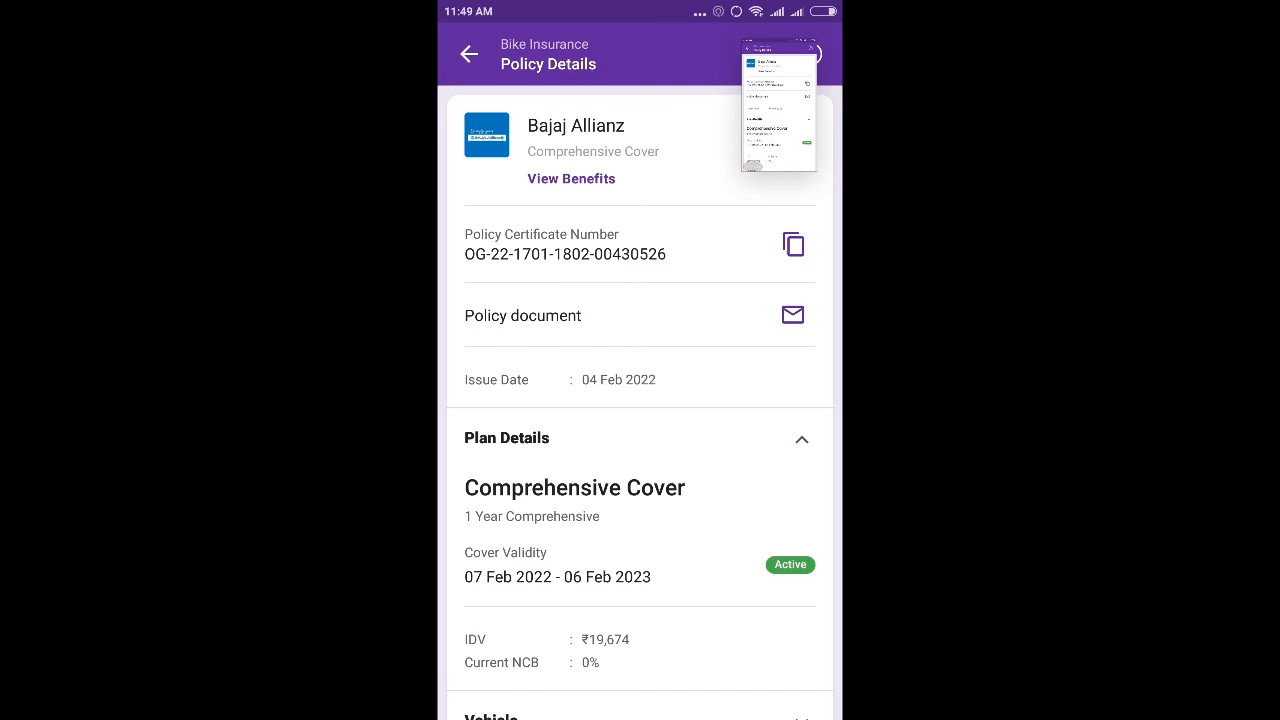 11:49 AM
Bike Insurance
Policy Details
Bajaj Allianz
Comprehensive Cover
View Benefits
Policy Certificate Number
OG-22-1701-1802-00430526
Policy document
Issue Date : 04 Feb 2022
Plan Details
Comprehensive Cover
1 Year Comprehensive
Cover Validity
07 Feb 2022 - 06 Feb 2023
Active
IDV : ₹19,674
Current NCB : 0%
Vehicle